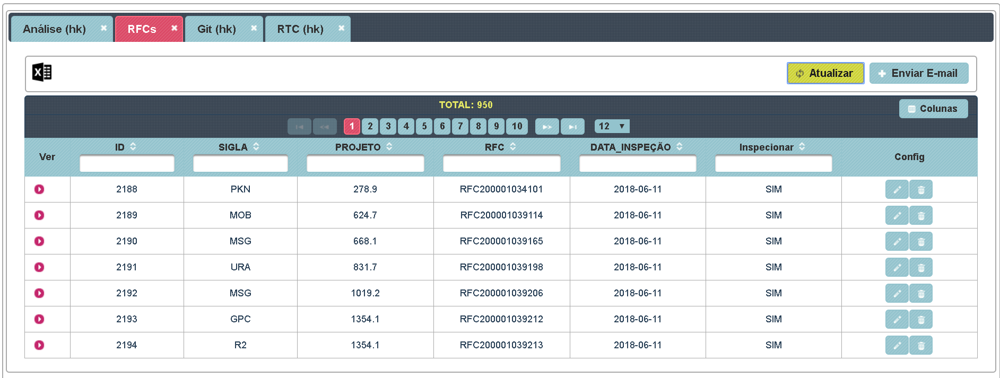 Análise (hk) RFCs Git (hk) RTC (hk)
Atualizar Enviar E-mail
TOTAL: 950
Colunas
1 2 3 4 5 6 7 8 9 10 12
Ver ID SIGLA PROJETO RFC DATA_INSPEÇÃO Inspecionar Config
2188 PKN 278.9 RFC200001034101 2018-06-11 SIM
2189 MOB 624.7 RFC200001039114 2018-06-11 SIM
2190 MSG 668.1 RFC200001039165 2018-06-11 SIM
2191 URA 831.7 RFC200001039198 2018-06-11 SIM
2192 MSG 1019.2 RFC200001039206 2018-06-11 SIM
2193 GPC 1354.1 RFC200001039212 2018-06-11 SIM
2194 R2 1354.1 RFC200001039213 2018-06-11 SIM